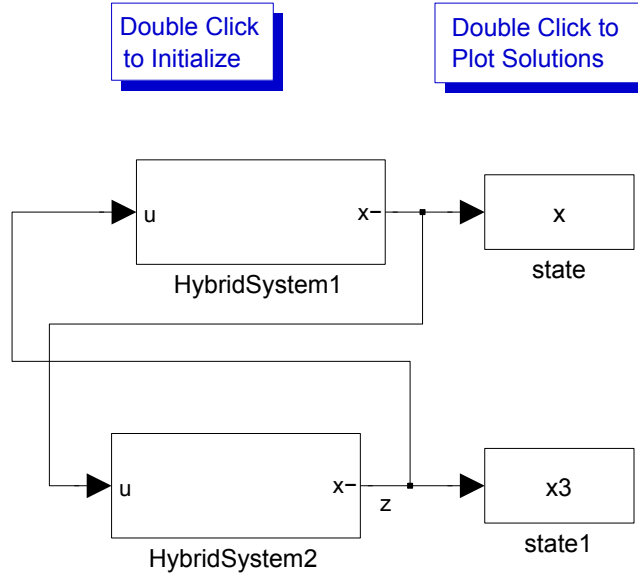 Double Click
to Initialize
Double Click to
Plot Solutions
u
x
x
HybridSystem1
state
u
x
z
x3
HybridSystem2
state1